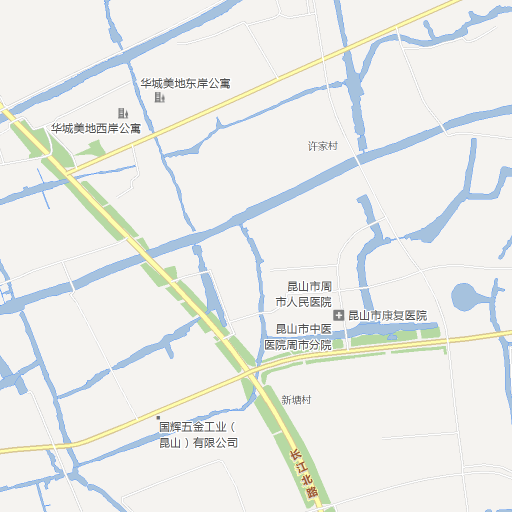 华城美地东岸公寓
华城美地西岸公寓
许家村
昆山市周
市人民医院
昆山市康复医院
昆山市中医
医院周市分院
新塘村
国辉五金工业（
昆山）有限公司
长江北路